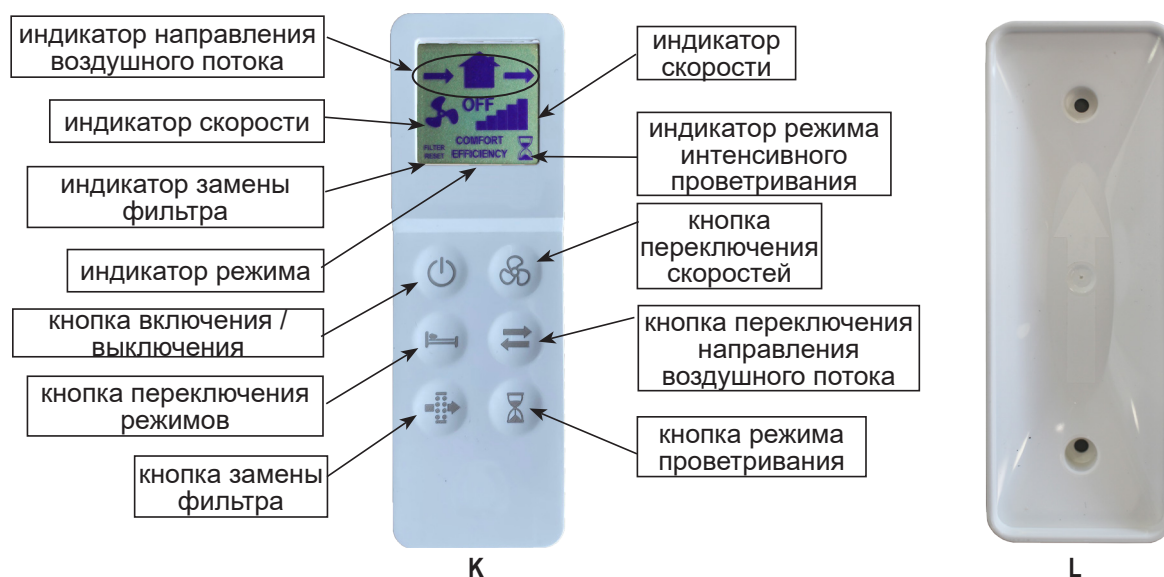 индикатор направления
воздушного потока
индикатор скорости
индикатор замены
фильтра
индикатор режима
кнопка включения /
выключения
кнопка переключения
режимов
кнопка замены
фильтра
OFF
COMFORT
FILTER
RESET
EFFICIENCY
индикатор
скорости
индикатор режима
интенсивного
проветривания
кнопка
переключения
скоростей
кнопка переключения
направления
воздушного потока
кнопка режима
проветривания
K
L